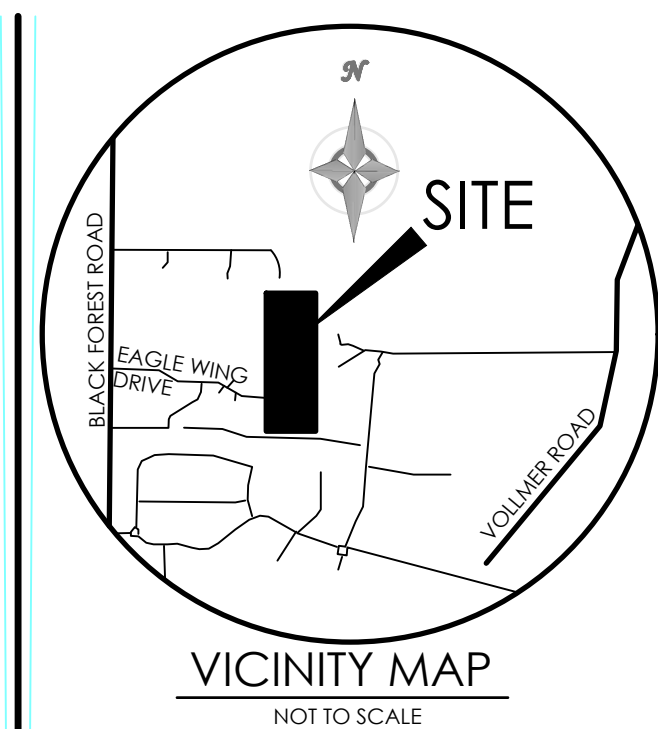 N
SITE
BLACK FOREST ROAD
EAGLE WING
DRIVE
VOLLMER ROAD
VICINITY MAP
NOT TO SCALE